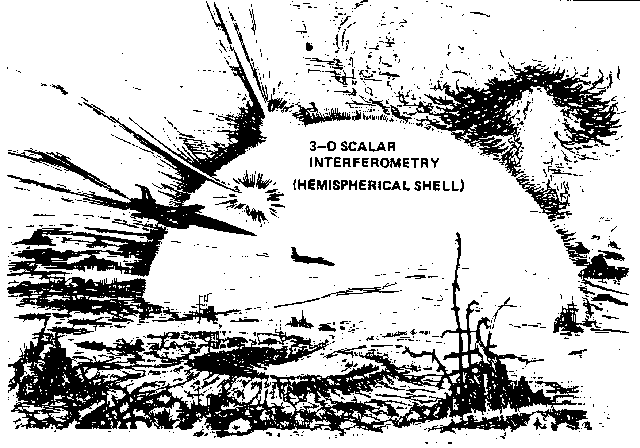 3-D SCALAR
INTERFEROMETRY
(HEMISPHERICAL SHELL)